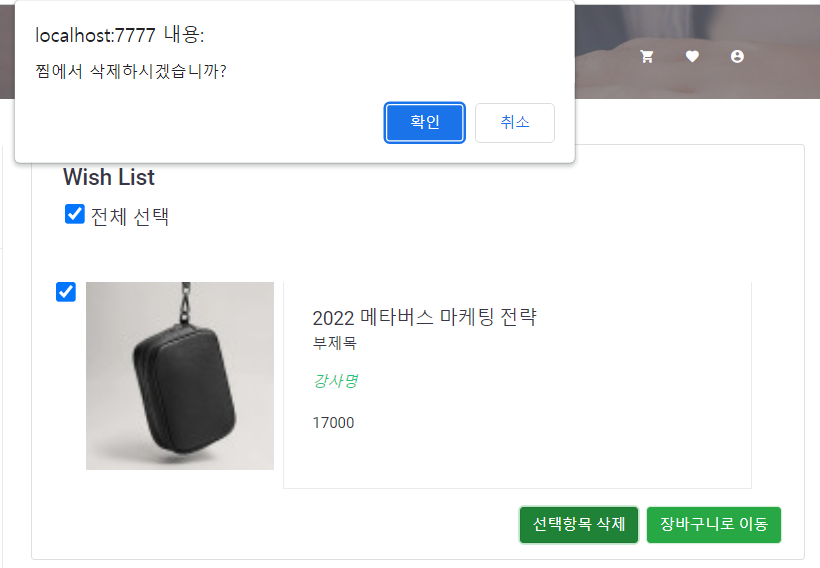 localhost:7777 내용:
찜에서 삭제하시겠습니까?
확인
취소
Wish List
전체 선택
2022 메타버스 마케팅 전략
부제목
강사명
17000
선택항목 삭제
장바구니로 이동